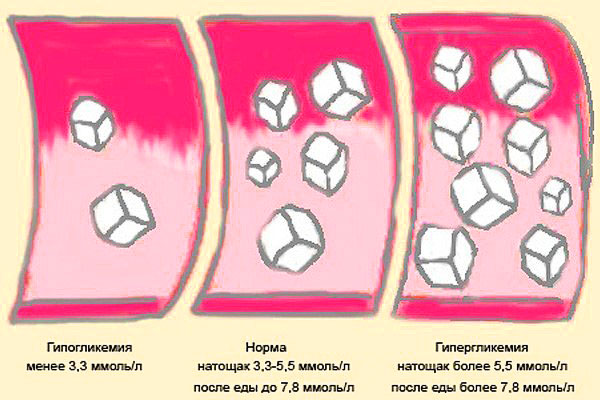 Гипогликемия
менее 3,3 ммоль/л
Норма
натощак 3,3-5,5 ммоль/л
после еды до 7,8 ммоль/л
Гипергликемия
натощак более 5,5 ммоль/л
после еды более 7,8 ммоль/л